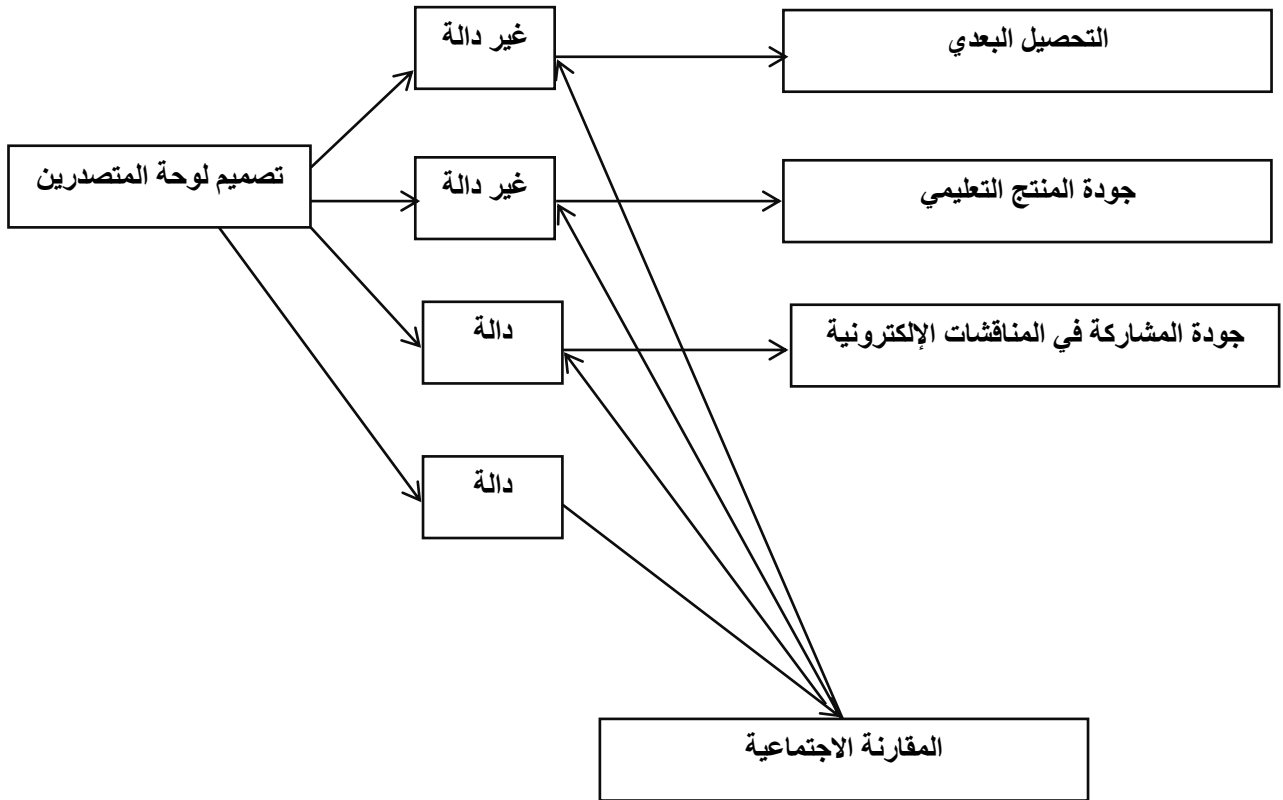 غير دالة
التحصيل البعدي
تصميم لوحة المتصدرين
غير دالة
جودة المنتج التعليمي
دالة
جودة المشاركة في المناقشات الإلكترونية
دالة
المقارنة الاجتماعية